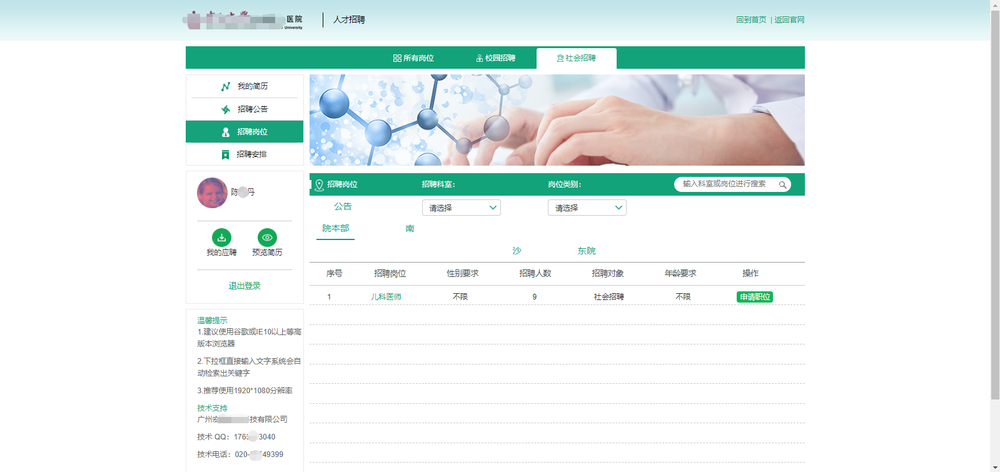 医院
University
人才招聘
回到首页 | 返回官网
所有岗位 校园招聘 社会招聘
我的简历
招聘公告
招聘岗位
招聘安排
陈 丹
我的应聘 预览简历
退出登录
温馨提示
1.建议使用谷歌或IE10以上等高
版本浏览器
2.下拉框直接输入文字系统会自
动检索出关键字
3.推荐使用1920*1080分辨率
技术支持
广州宏 科技有限公司
技术 QQ：176 3040
技术电话：020- 49399
招聘岗位 招聘科室： 岗位类别： 输入科室或岗位进行搜索
公告 请选择 请选择
院本部 南
沙 东院
序号 招聘岗位 性别要求 招聘人数 招聘对象 年龄要求 操作
1 儿科医师 不限 9 社会招聘 不限 申请职位